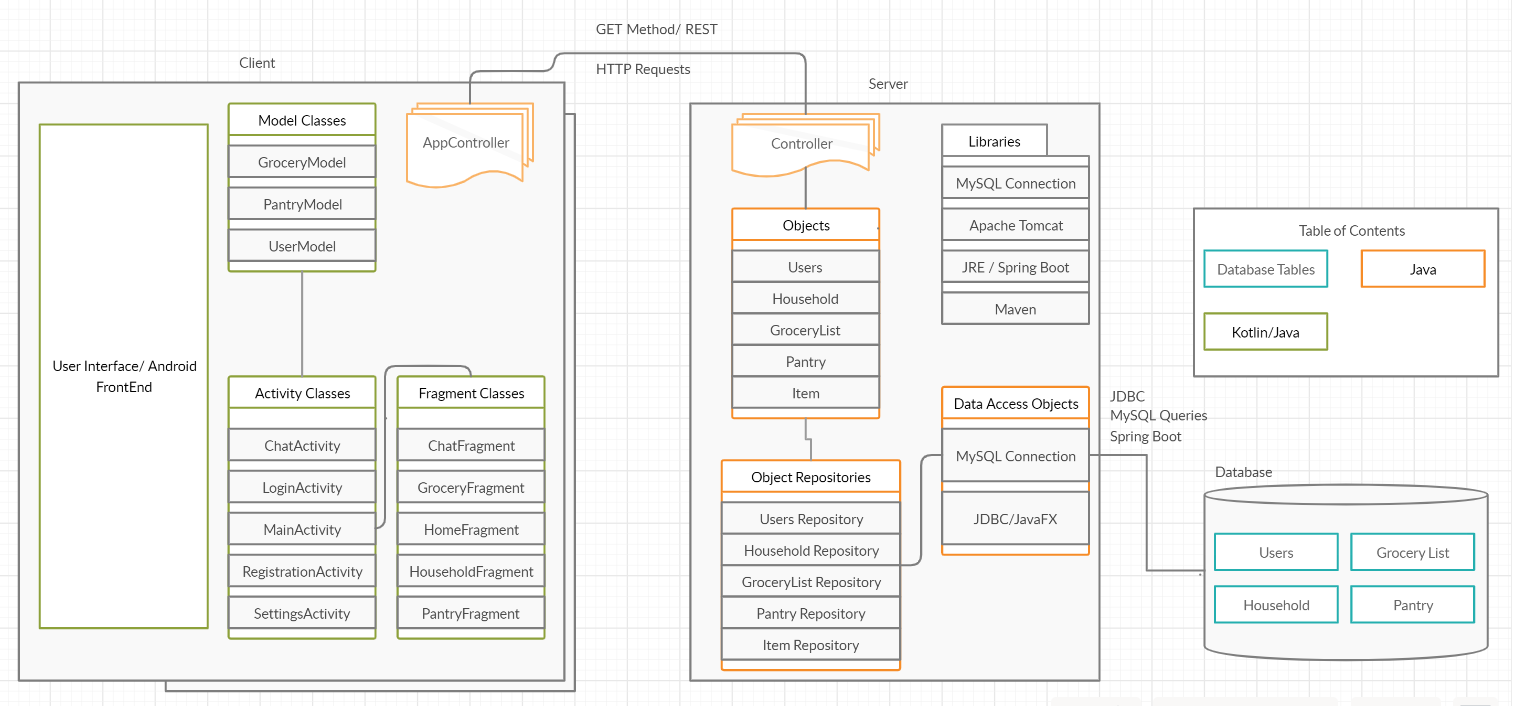 GET Method/ REST
HTTP Requests
Client
Model Classes
GroceryModel
PantryModel
UserModel
AppController
User Interface/ Android
FrontEnd
Activity Classes
ChatActivity
LoginActivity
MainActivity
RegistrationActivity
SettingsActivity
Fragment Classes
ChatFragment
GroceryFragment
HomeFragment
HouseholdFragment
PantryFragment
Server
Controller
Objects
Users
Household
GroceryList
Pantry
Item
Object Repositories
Users Repository
Household Repository
GroceryList Repository
Pantry Repository
Item Repository
Libraries
MySQL Connection
Apache Tomcat
JRE / Spring Boot
Maven
Data Access Objects
MySQL Connection
JDBC/JavaFX
JDBC
MySQL Queries
Spring Boot
Database
Users
Grocery List
Household
Pantry
Table of Contents
Database Tables
Java
Kotlin/Java